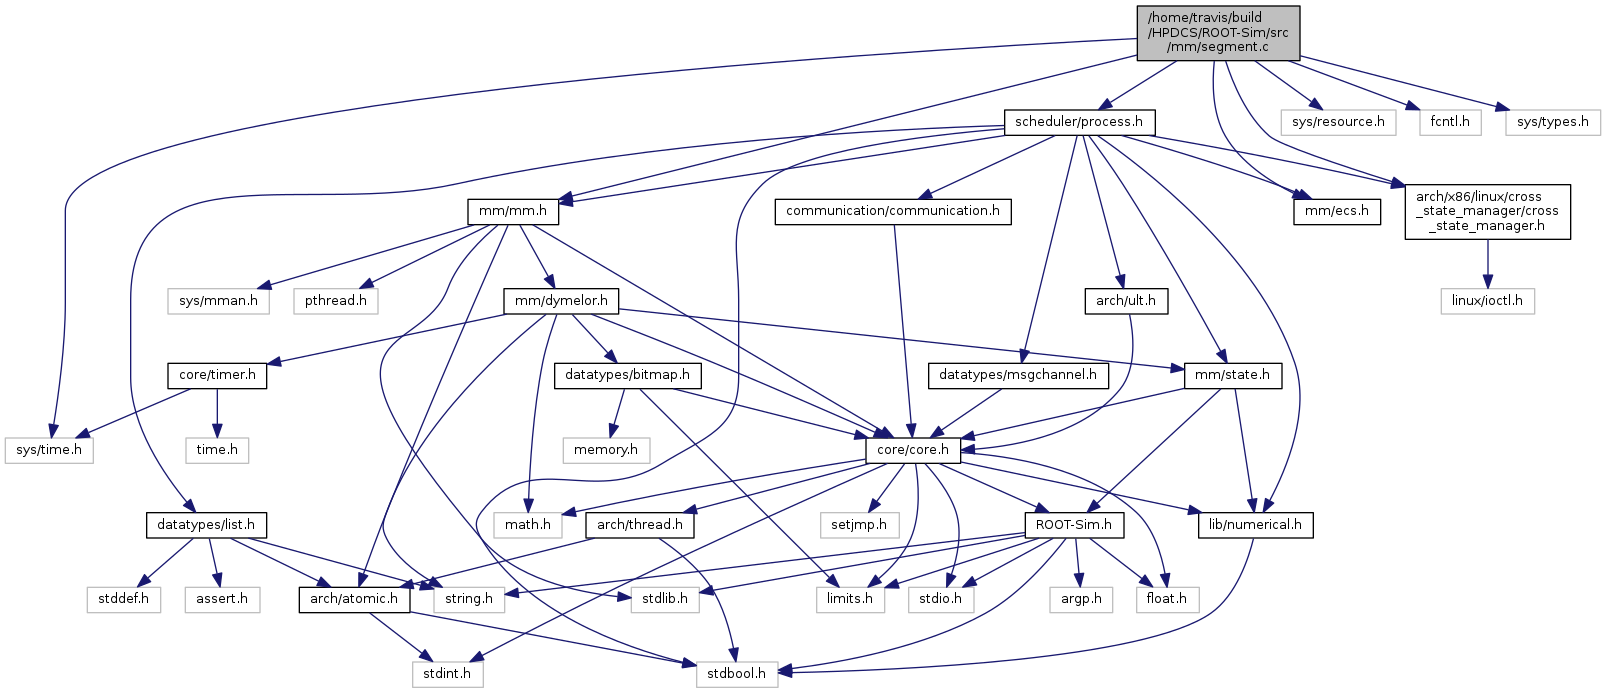 /home/travis/build
/HPDCS/ROOT-Sim/src
/mm/segment.c
scheduler/process.h
sys/resource.h
fcntl.h
sys/types.h
mm/mm.h
communication/communication.h
mm/ecs.h
arch/x86/linux/cross
_state_manager/cross
_state_manager.h
sys/mman.h
pthread.h
mm/dymelor.h
arch/ult.h
linux/ioctl.h
core/timer.h
datatypes/bitmap.h
datatypes/msgchannel.h
mm/state.h
sys/time.h
time.h
memory.h
core/core.h
datatypes/list.h
math.h
arch/thread.h
setjmp.h
ROOT-Sim.h
lib/numerical.h
stddef.h
assert.h
arch/atomic.h
string.h
stdlib.h
limits.h
stdio.h
argp.h
float.h
stdint.h
stdbool.h